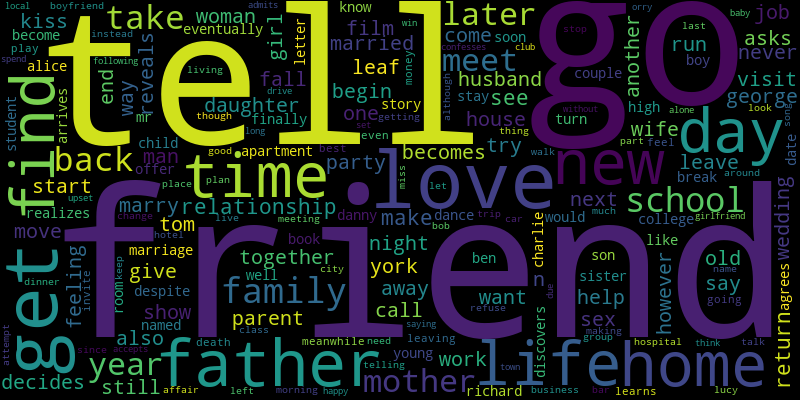 local boyfriend admits
kiss instead take woman know win baby orry
become eventually film money last
play following letter married come soon boy
alice reveals girl fall leaf although meet
tell go later job
another run asks never
confesses club stop couple
find arrives end way living
daughter begin husband visit
student mr though story stay see high george
child finally one getting house turn without alone look
good long set even thing wife part feel
back man apartment best party becomes try walk
offer time miss let new day leave date song
start place plan love next break around
realizes upset marry relationship danny school
move change live meeting make dance trip car would much college girlfriend
tom hotel book bob charlie wedding
get feeling marriage together night ben son like old name
dinner give well city york n sister however say going
invite room keep despite family away want help
friend
show parent call sex agrees
attempt also named death meanwhile need saying refuse due making group hospital think talk return
since accepts class leaving discovers
year father young work life home
decides still telling mother town
affair left morning happy richard business bar learns lucy
spend drive